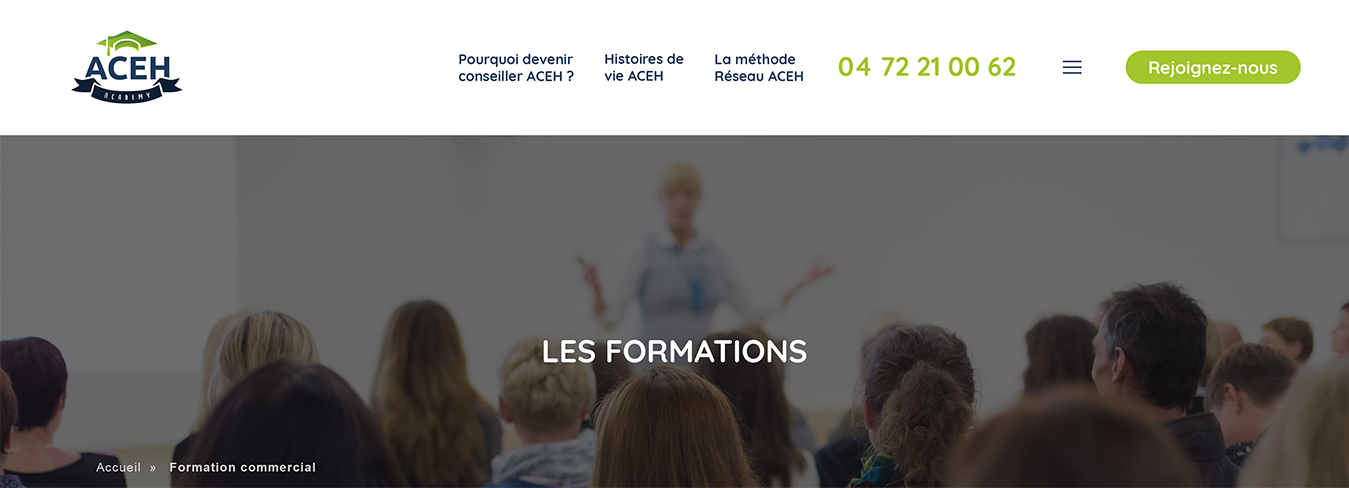 ACEH
ACADEMY
Pourquoi devenir
conseiller ACEH ?
Histoires de
vie ACEH
La méthode
Réseau ACEH
04 72 21 00 62
Rejoignez-nous
LES FORMATIONS
Accueil » Formation commercial